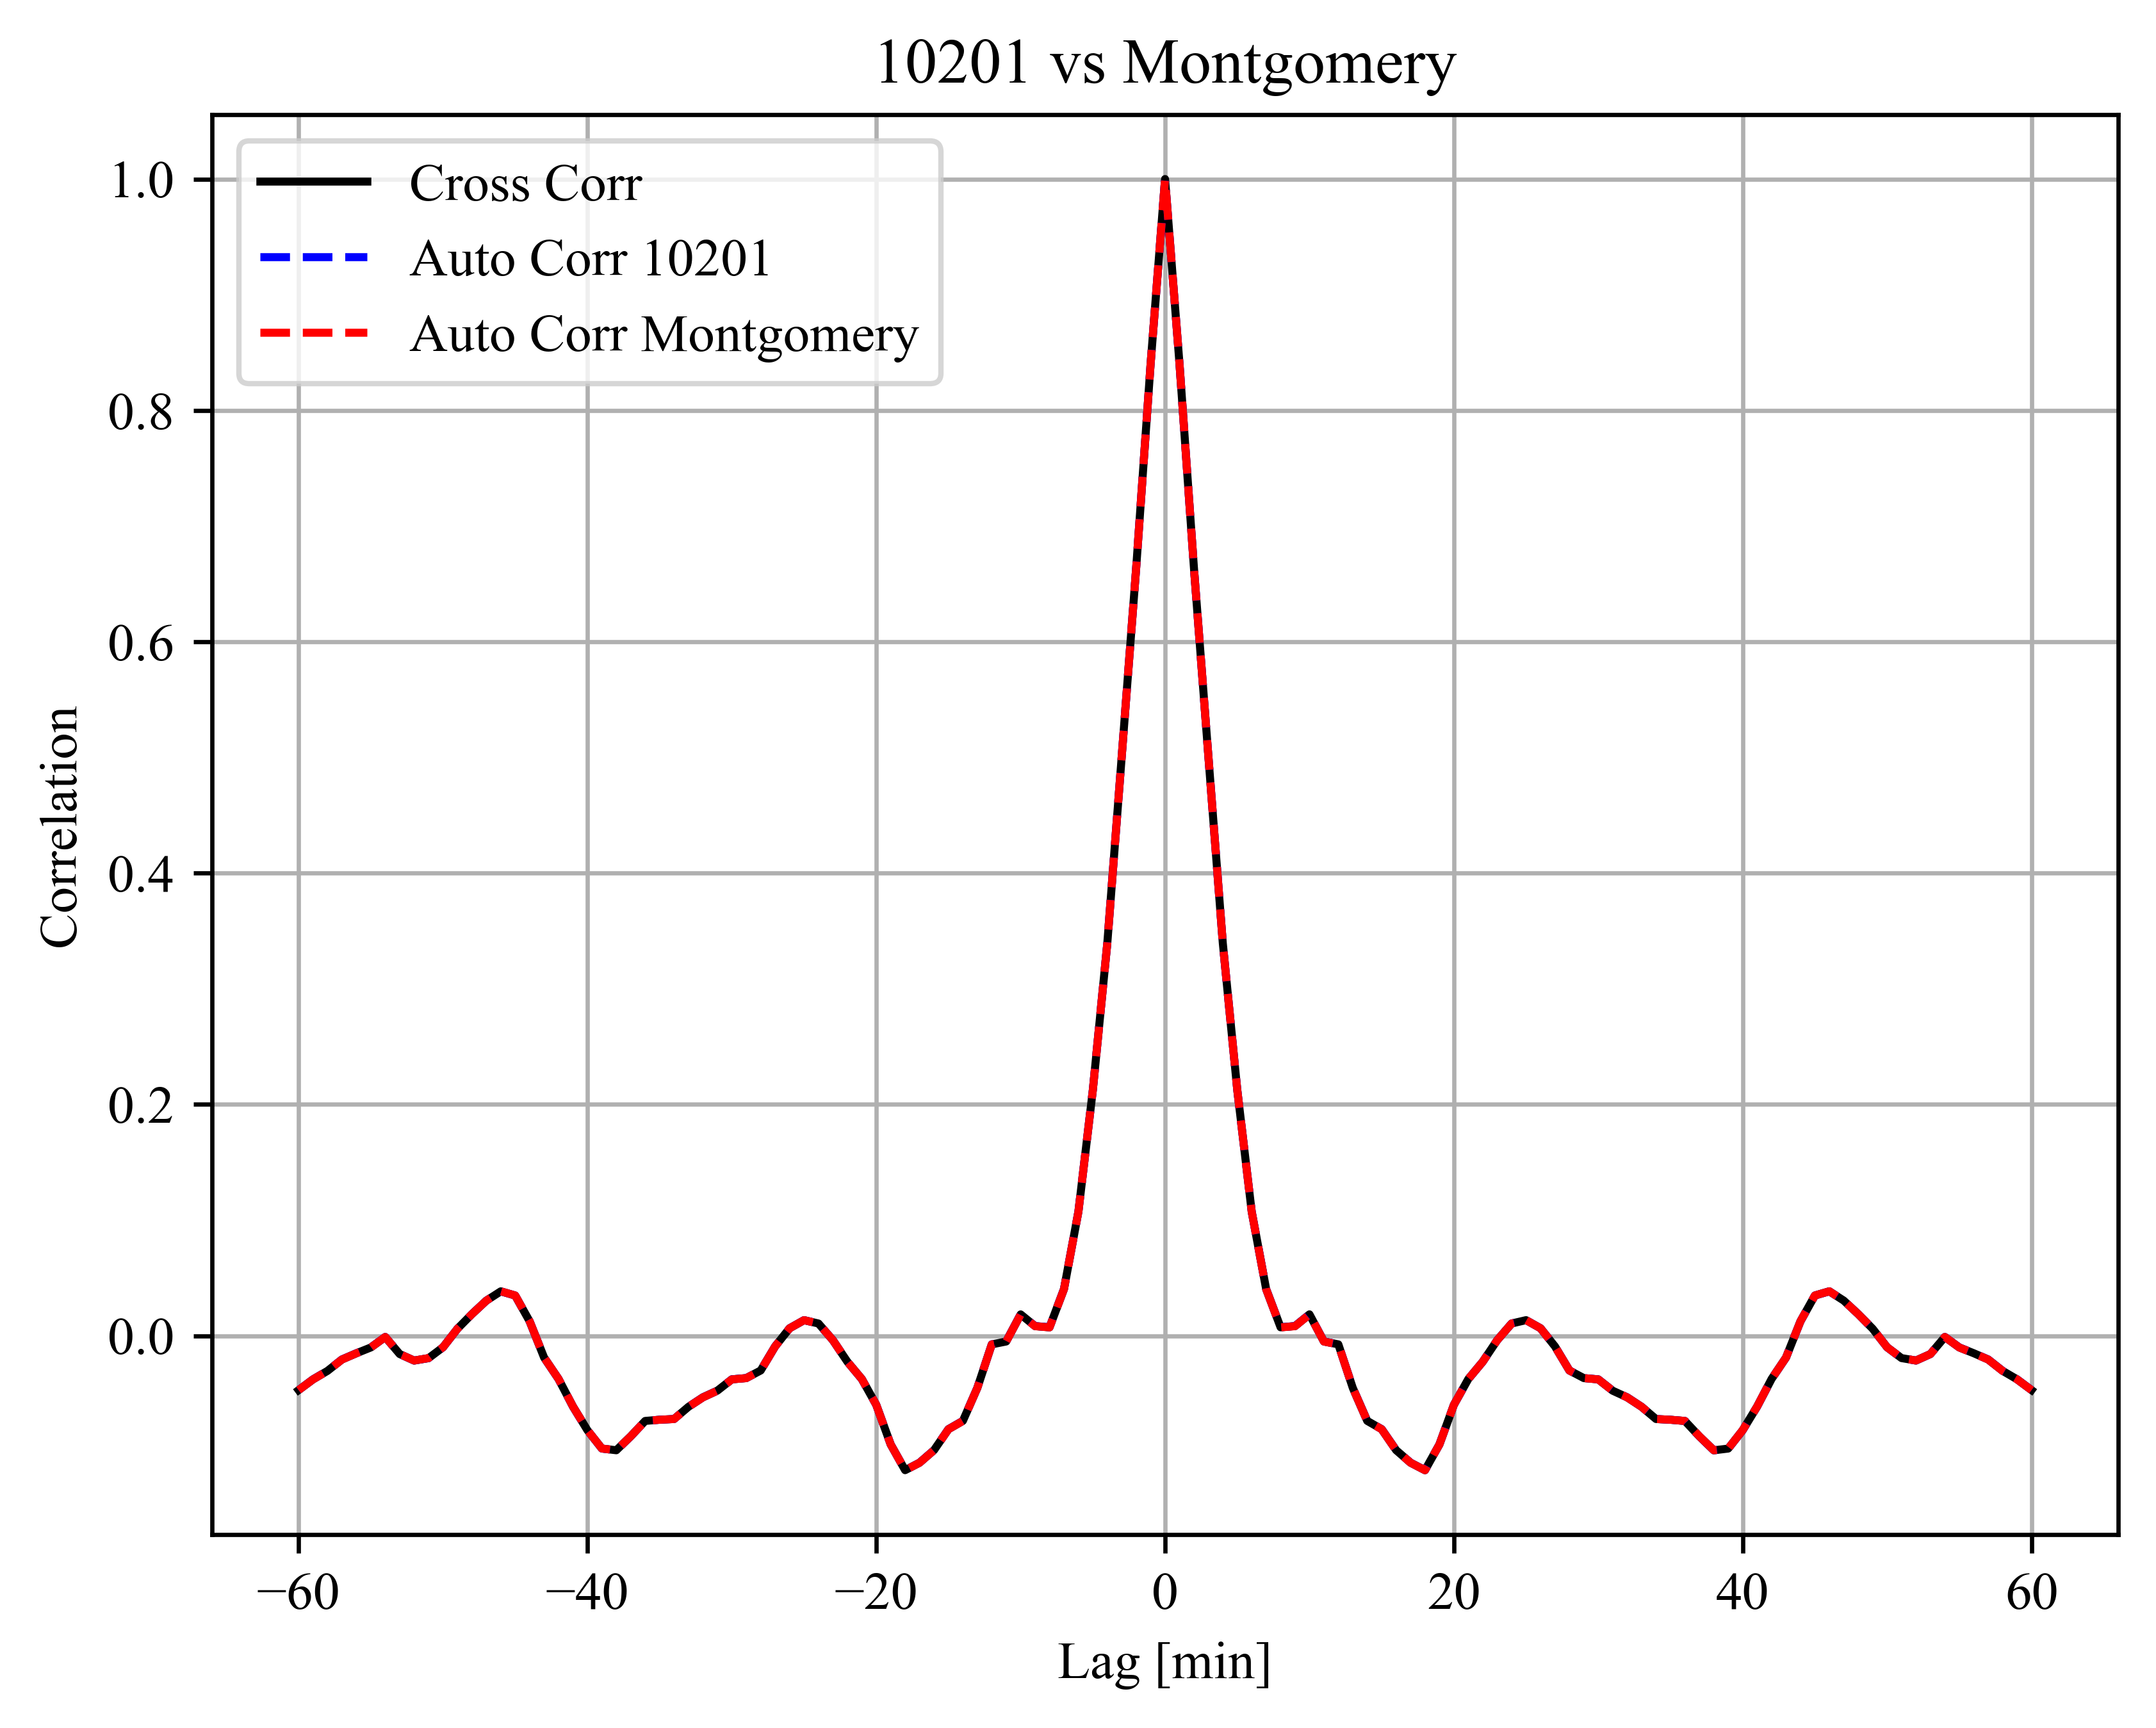 10201 vs Montgomery
Cross Corr
Auto Corr 10201
Auto Corr Montgomery
1.0
0.8
0.6
0.4
0.2
0.0
Correlation
−60 −40 −20 0 20 40 60
Lag [min]